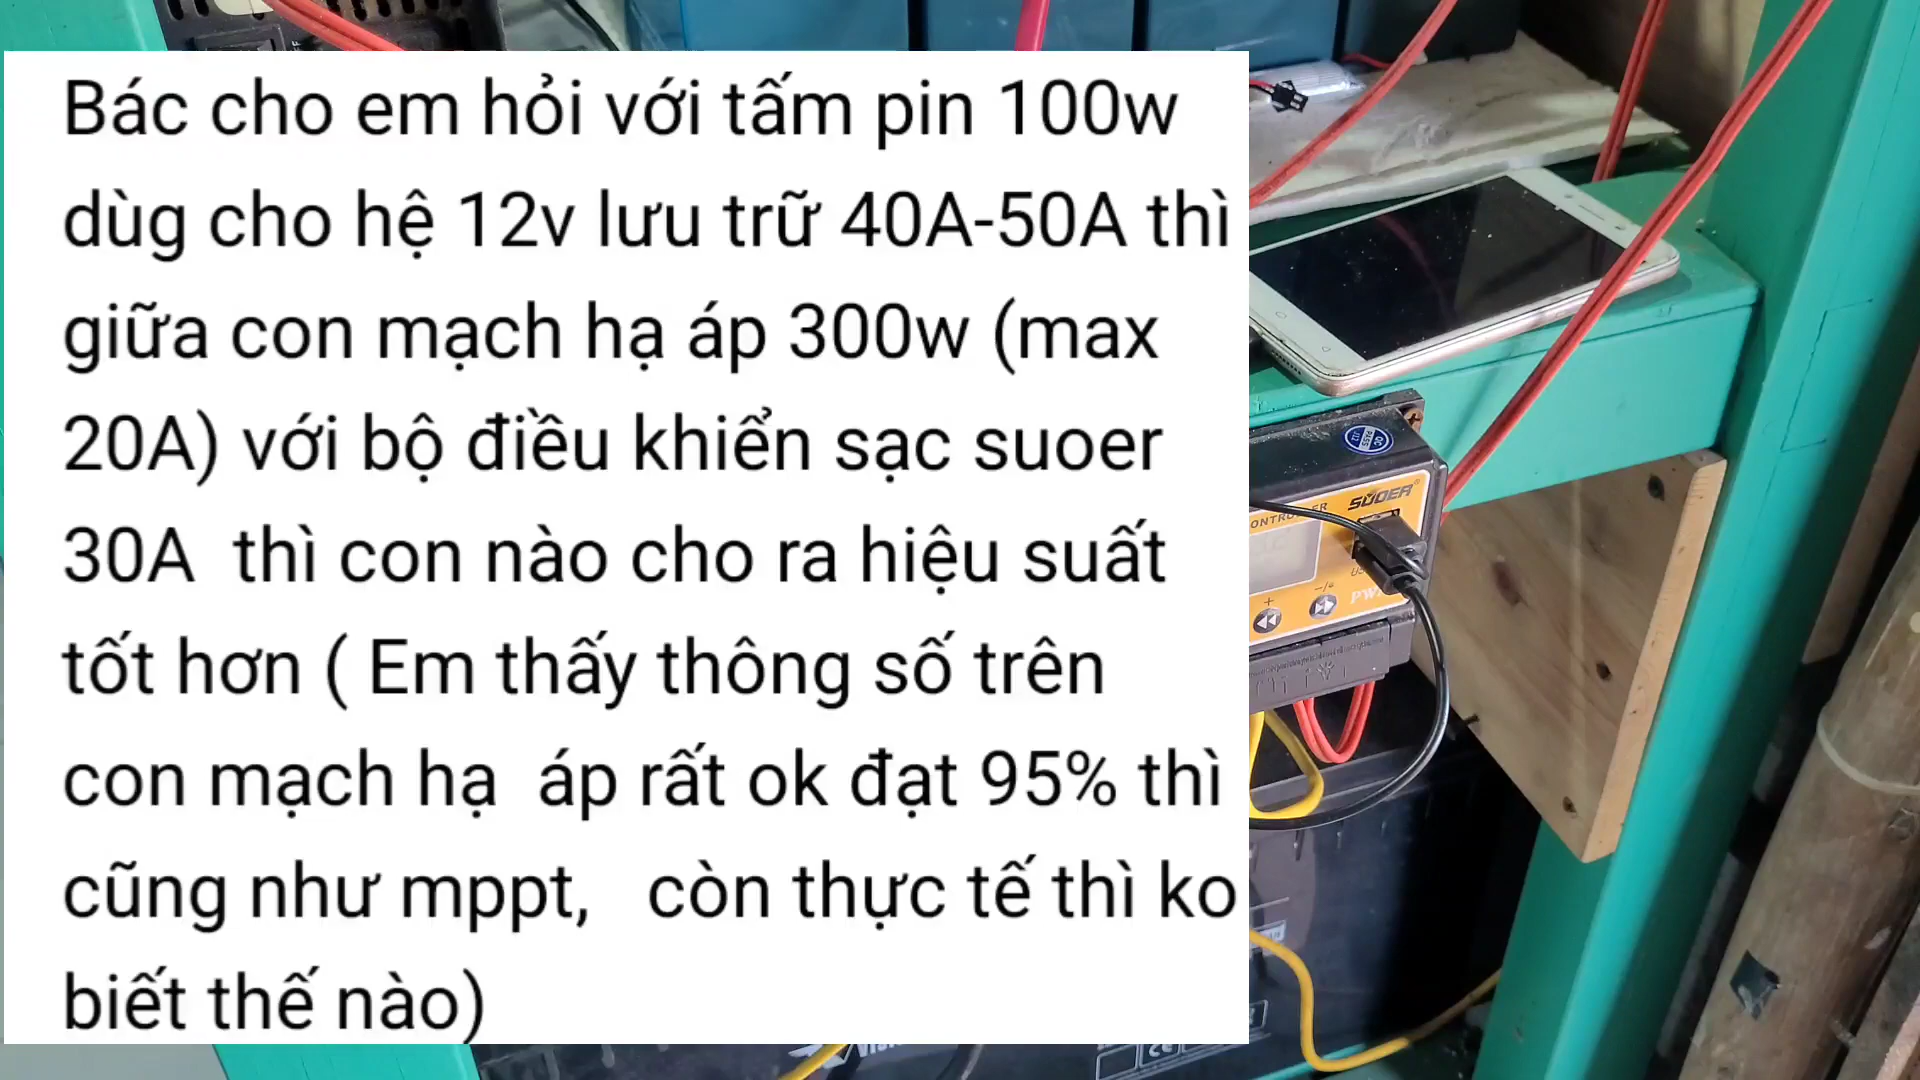 Bác cho em hỏi với tấm pin 100w
dùg cho hệ 12v lưu trữ 40A-50A thì
giữa con mạch hạ áp 300w (max
20A) với bộ điều khiển sạc suoer
30A thì con nào cho ra hiệu suất
tốt hơn ( Em thấy thông số trên
con mạch hạ áp rất ok đạt 95% thì
cũng như mppt, còn thực tế thì ko
biết thế nào)
QC
PASS
SUOER